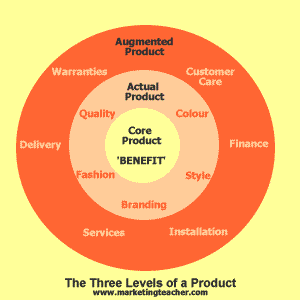 Augmented
Product
Warranties
Customer
Care
Actual
Product
Quality
Colour
Core
Product
'BENEFIT'
Delivery
Finance
Fashion
Style
Branding
Services
Installation
The Three Levels of a Product
www.marketingteacher.com